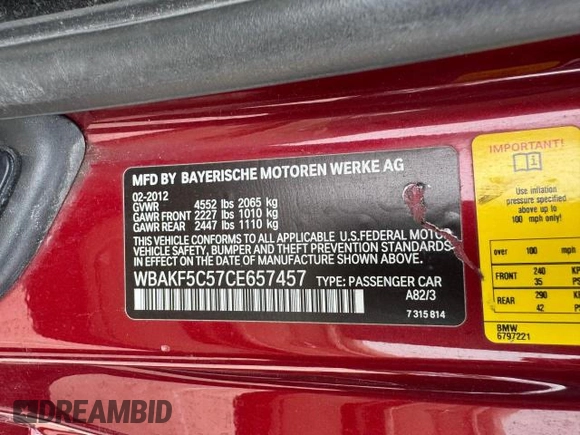 MFD BY BAYERISCHE MOTOREN WERKE AG
02-2012
GVWR 4552 lbs 2065 kg
GAWR FRONT 2227 lbs 1010 kg
GAWR REAR 2447 lbs 1110 kg
THIS VEHICLE CONFORMS TO ALL APPLICABLE U.S.FEDERAL MOTOR
VEHICLE SAFETY, BUMPER AND THEFT PREVENTION STANDARDS
IN EFFECT ON THE DATE OF MANUFACTURE SHOWN ABOVE.
WBAKF5C57CE657457 TYPE: PASSENGER CAR
A82/3
7 315 814
IMPORTANT!
Use inflation
pressure specified
above up to
100 mph only!
over 100 mph
FRONT 240
35
REAR 290
42
BMW
6797221
DREAMBID